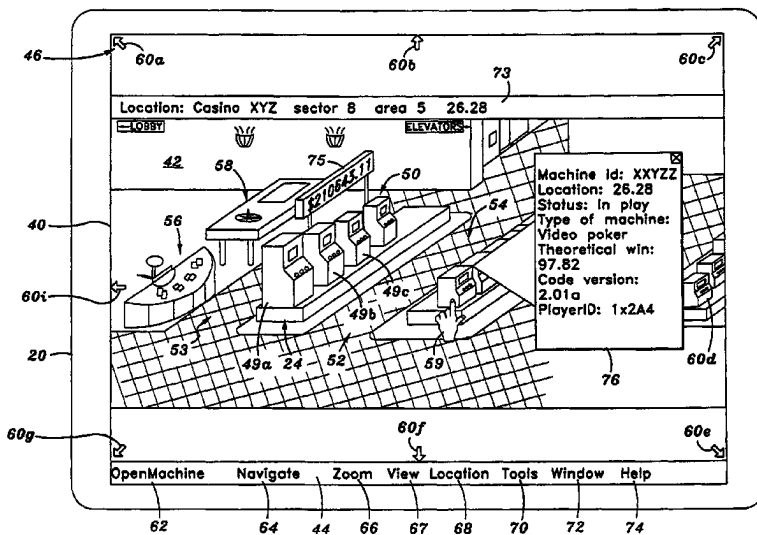 46
60a
60b
60c
73
Location: Casino XYZ sector 8 area 5 26.28
LOBBY
ELEVATORS
42
58
75
50
$210643.11
54
56
40
60i
53
49a
24
49b
49c
52
59
20
Machine id: XXYZZ
Location: 26.28
Status: In play
Type of machine:
Video poker
Theoretical win:
97.82
Code version:
2.01a
PlayerID: 1x2A4
60d
76
60g
60f
60e
OpenMachine Navigate Zoom View Location Tools Window Help
62 64 44 66 67 68 70 72 74